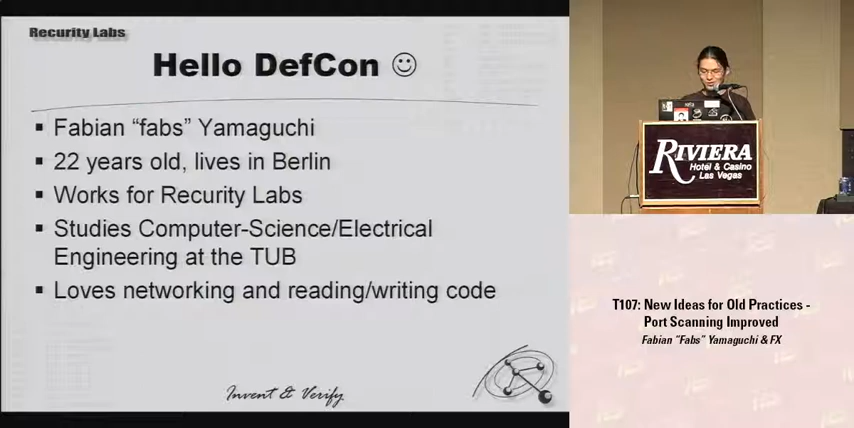 Recurity Labs
Hello DefCon ☺
▪ Fabian “fabs” Yamaguchi
▪ 22 years old, lives in Berlin
▪ Works for Recurity Labs
▪ Studies Computer-Science/Electrical
Engineering at the TUB
▪ Loves networking and reading/writing code
Invent & Verify
RIVIERA
Hotel & Casino
Las Vegas
T107: New Ideas for Old Practices -
Port Scanning Improved
Fabian "Fabs" Yamaguchi & FX